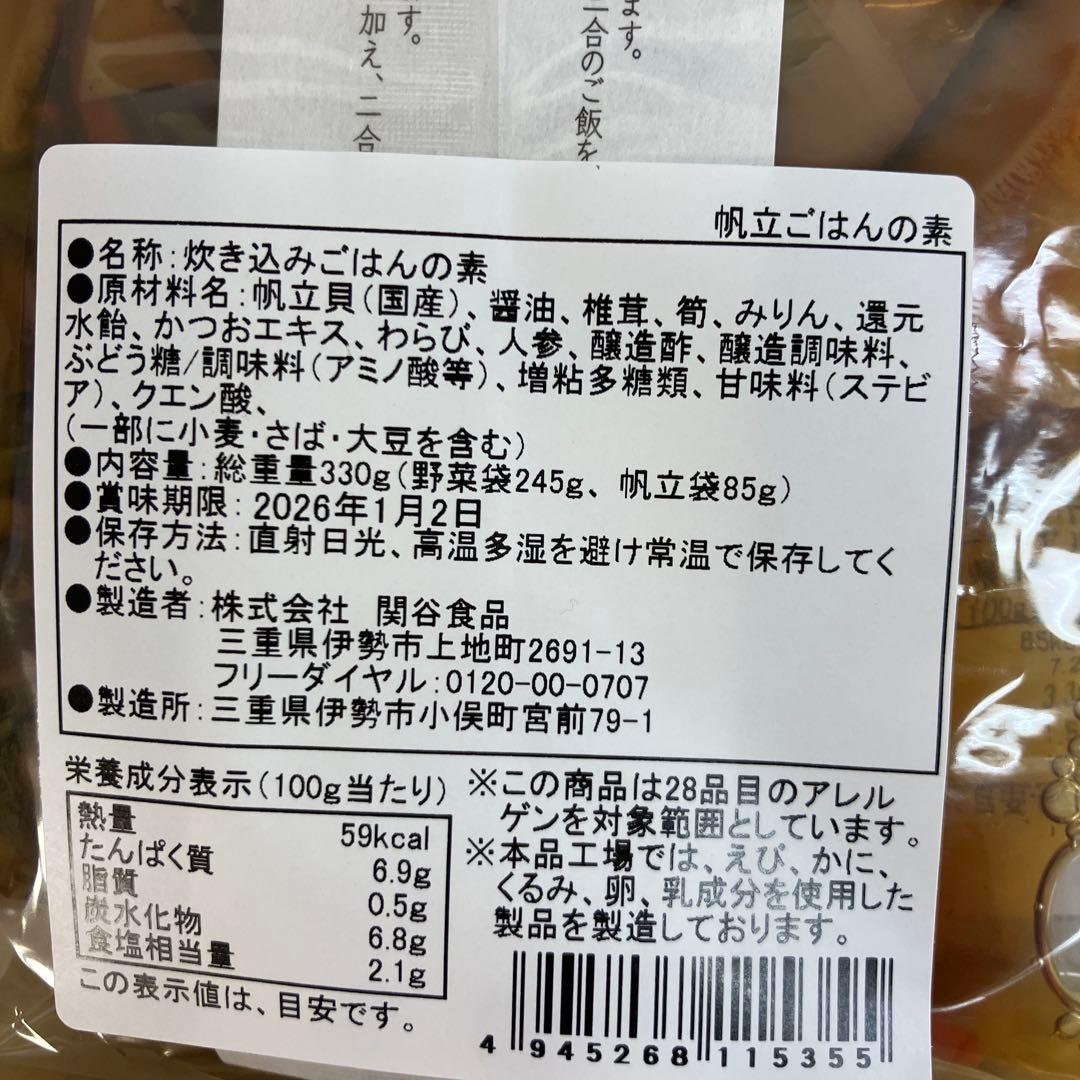 ます。
二合のご飯を、
す。
加え、二合
帆立ごはんの素
●名称:炊き込みごはんの素
●原材料名:帆立貝(国産)、醤油、椎茸、筍、みりん、還元
水飴、かつおエキス、わらび、人参、醸造酢、醸造調味料、
ぶどう糖/調味料(アミノ酸等)、増粘多糖類、甘味料(ステビ
ア)、クエン酸、
(一部に小麦・さば・大豆を含む)
●内容量:総重量330g(野菜袋245g、帆立袋85g)
●賞味期限:2026年1月2日
●保存方法:直射日光、高温多湿を避け常温で保存してく
ださい。
●製造者:株式会社 関谷食品
三重県伊勢市上地町2691-13
フリーダイヤル:0120-00-0707
●製造所:三重県伊勢市小俣町宮前79-1
栄養成分表示(100g当たり)
熱量 59kcal
たんぱく質 6.9g
脂質 0.5g
炭水化物 6.8g
食塩相当量 2.1g
この表示値は、目安です。
※この商品は28品目のアレル
ゲンを対象範囲としています。
※本品工場では、えび、かに、
くるみ、卵、乳成分を使用した
製品を製造しております。
4 945268 115355
100g